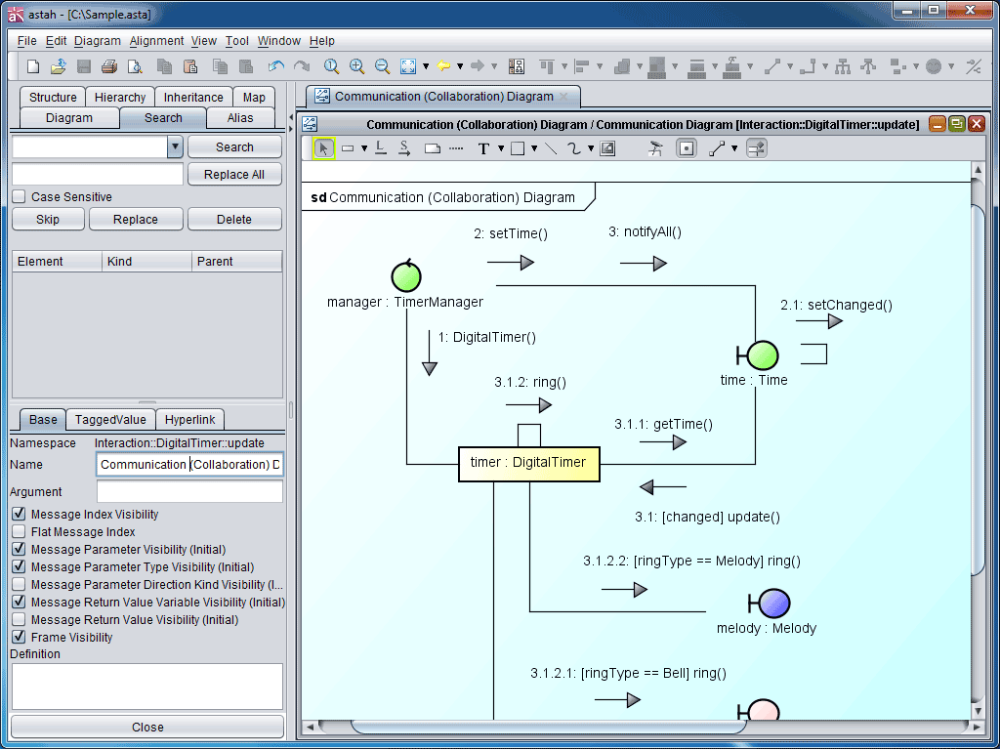 astah - [C:\Sample.asta]
File Edit Diagram Alignment View Tool Window Help
Structure Hierarchy Inheritance Map
Diagram Search Alias
Search
Replace All
Case Sensitive
Skip Replace Delete
Element Kind Parent
Base TaggedValue Hyperlink
Namespace Interaction::DigitalTimer::update
Name Communication (Collaboration) D
Argument
Message Index Visibility
Flat Message Index
Message Parameter Visibility (Initial)
Message Parameter Type Visibility (Initial)
Message Parameter Direction Kind Visibility (I...
Message Return Value Variable Visibility (Initial)
Message Return Value Visibility (Initial)
Frame Visibility
Definition
Close
Communication (Collaboration) Diagram
Communication (Collaboration) Diagram / Communication Diagram [Interaction::DigitalTimer::update]
L S T
sd Communication (Collaboration) Diagram
2: setTime() 3: notifyAll()
manager : TimerManager
2.1: setChanged()
1: DigitalTimer()
time : Time
3.1.2: ring()
3.1.1: getTime()
timer : DigitalTimer
3.1: [changed] update()
3.1.2.2: [ringType == Melody] ring()
melody : Melody
3.1.2.1: [ringType == Bell] ring()